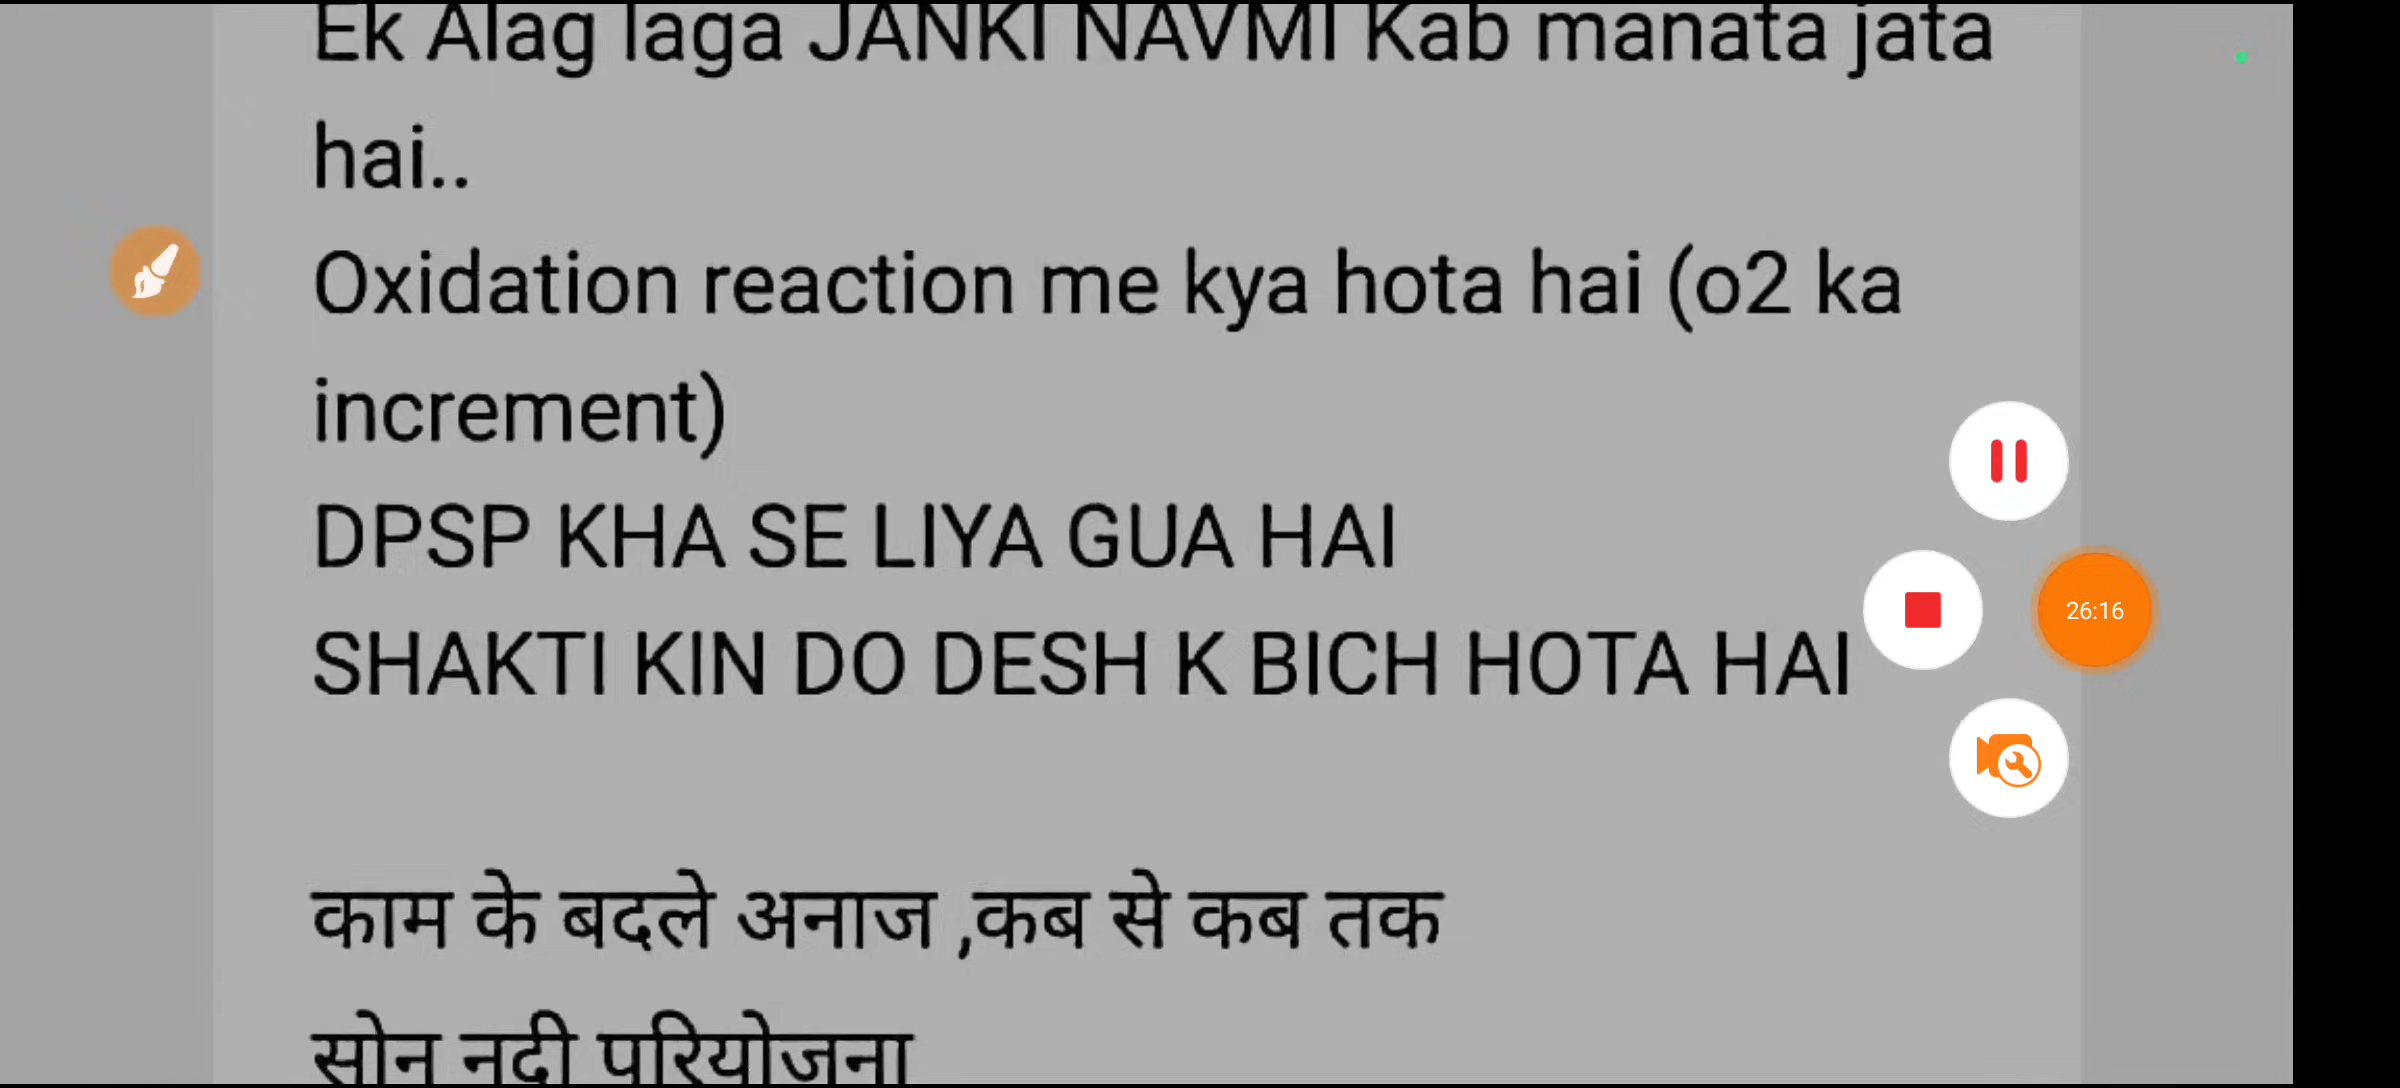 Ek Alag laga JANKI NAVMI Kab manata jata
hai..
Oxidation reaction me kya hota hai (o2 ka
increment)
DPSP KHA SE LIYA GUA HAI
SHAKTI KIN DO DESH K BICH HOTA HAI
26:16
काम के बदले अनाज ,कब से कब तक
सोन नदी परियोजना